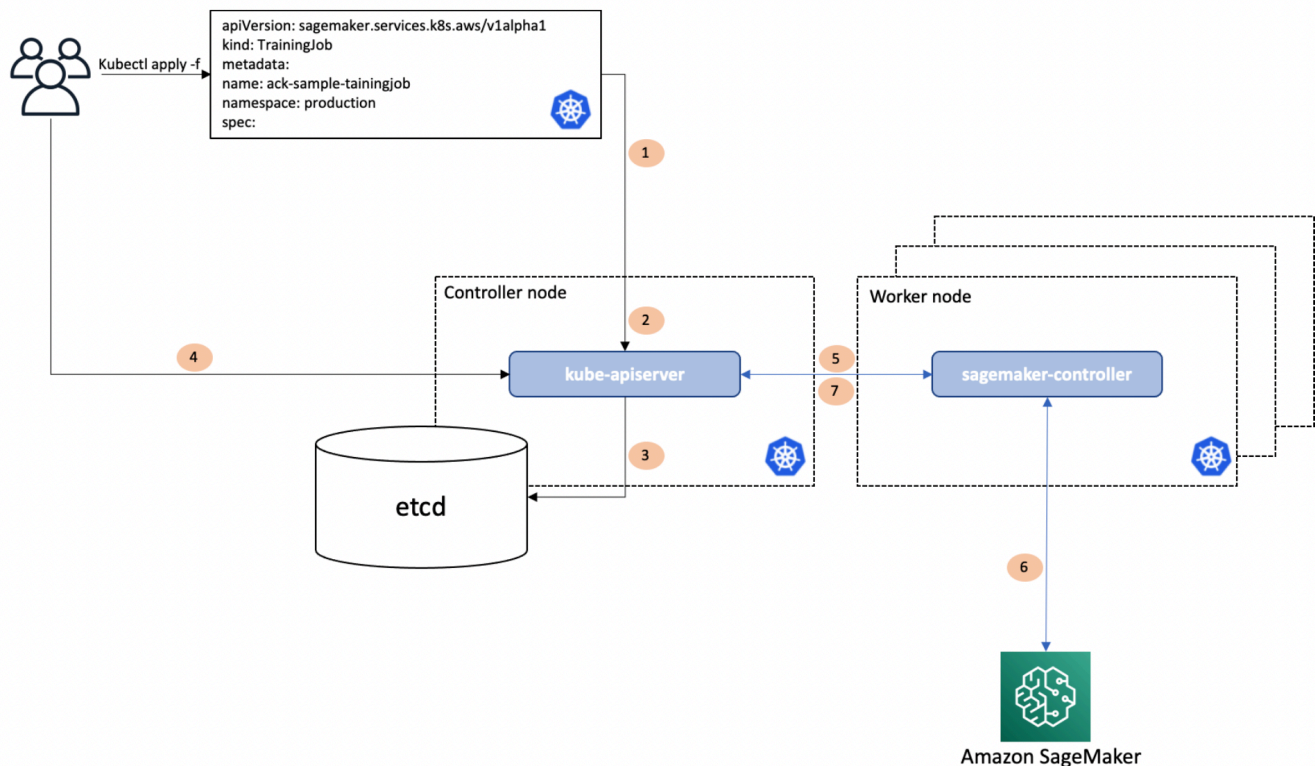 Kubectl apply -f
apiVersion: sagemaker.services.k8s.aws/v1alpha1
kind: TrainingJob
metadata:
name: ack-sample-tainingjob
namespace: production
spec:
1
Controller node
2
Worker node
4
kube-apiserver
5
7
sagemaker-controller
3
etcd
6
Amazon SageMaker